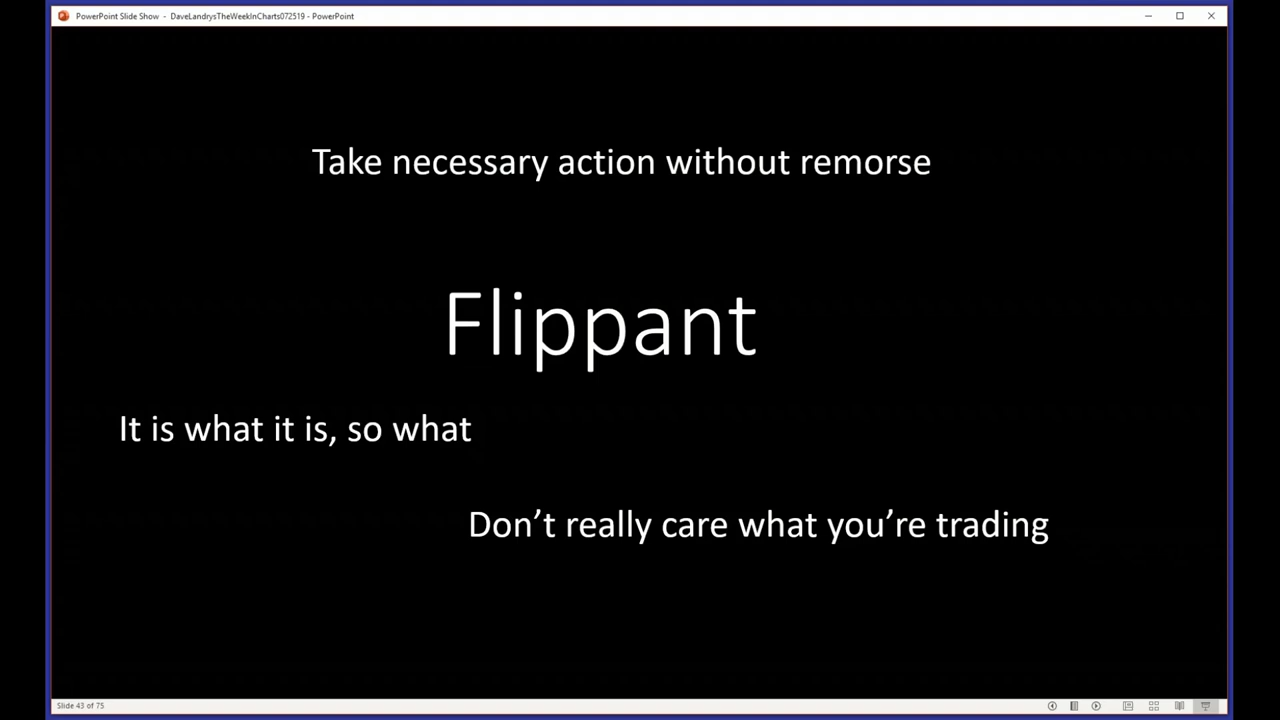 PowerPoint Slide Show - DaveLandrysTheWeekInCharts072519 - PowerPoint
Take necessary action without remorse
Flippant
It is what it is, so what
Don’t really care what you’re trading
Slide 43 of 75